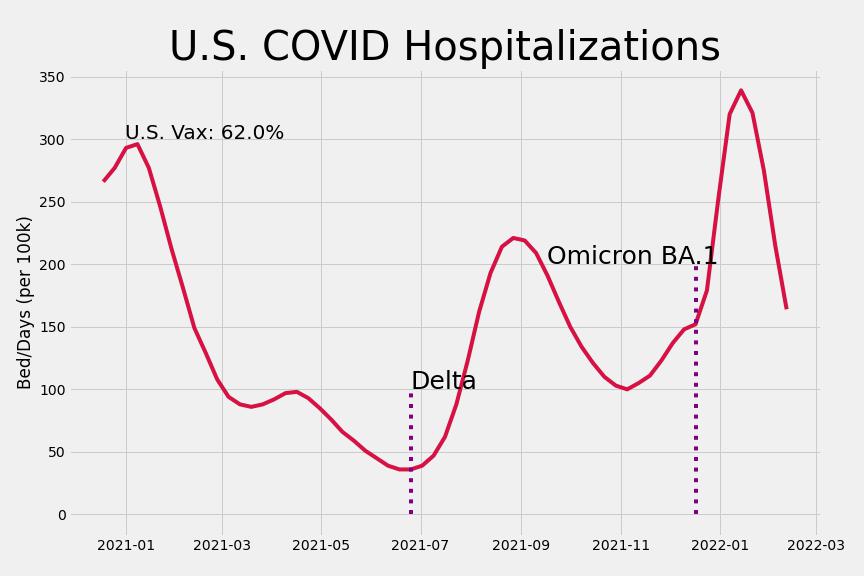 U.S. COVID Hospitalizations
350
U.S. Vax: 62.0%
300
250
Omicron BA.1
200
150
Delta
100
50
0
Bed/Days (per 100k)
2021-01 2021-03 2021-05 2021-07 2021-09 2021-11 2022-01 2022-03